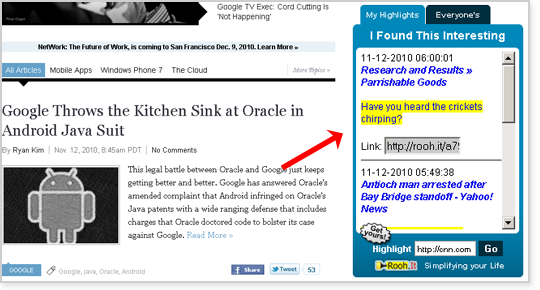 Google TV Exec: Cord Cutting Is
'Not Happening'
NetWork: The Future of Work, is coming to San Francisco Dec. 9, 2010. Learn More »
All Articles Mobile Apps Windows Phone 7 The Cloud More Topics »
Google Throws the Kitchen Sink at Oracle in
Android Java Suit
By Ryan Kim | Nov. 12, 2010, 8:45am PDT | No Comments
This legal battle between Oracle and Google just keeps
getting better and better. Google has answered Oracle's
amended complaint that Android infringed on Oracle's
Java patents with a wide ranging defense that includes
charges that Oracle doctored code to bolster its case
against Google. Read More »
GOOGLE Google, Java, Oracle, Android
Share Tweet 53
My Highlights Everyone's
I Found This Interesting
11-12-2010 06:00:01
Research and Results »
Parrishable Goods
Have you heard the crickets
chirping?
Link: http://rooh.it/a7
11-12-2010 05:49:38
Antioch man arrested after
Bay Bridge standoff - Yahoo!
News
Get yours!
Highlight http://cnn.com Go
Rooh.It Simplifying your Life